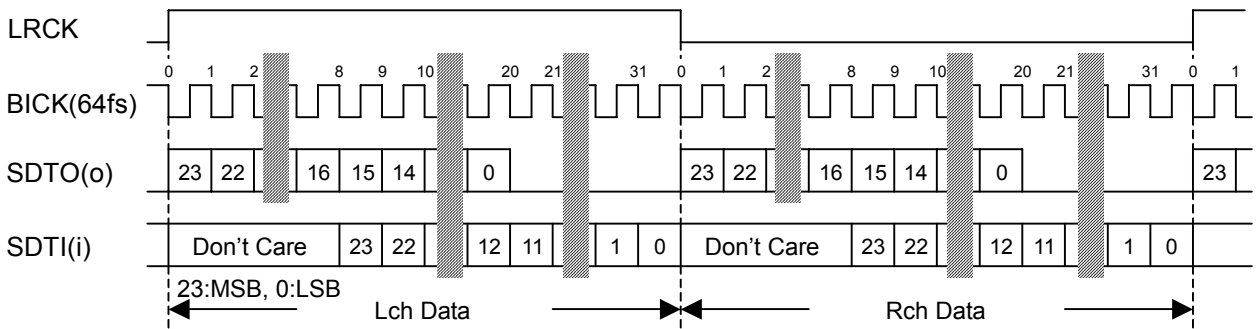 LRCK
0 1 2 8 9 10 20 21 31 0 1 2 8 9 10 20 21 31 0 1
BICK(64fs)
SDTO(o) 23 22 16 15 14 0 23 22 16 15 14 0 23
SDTI(i) Don't Care 23 22 12 11 1 0 Don't Care 23 22 12 11 1 0
23:MSB, 0:LSB
Lch Data Rch Data